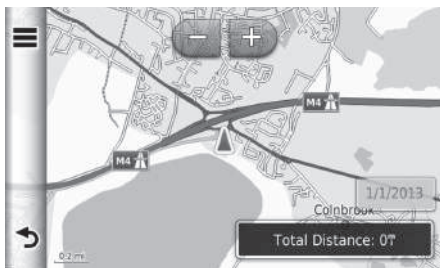 M4
M4
1/1/2013
Colnbrook
Total Distance: 0ft
0.2 mi